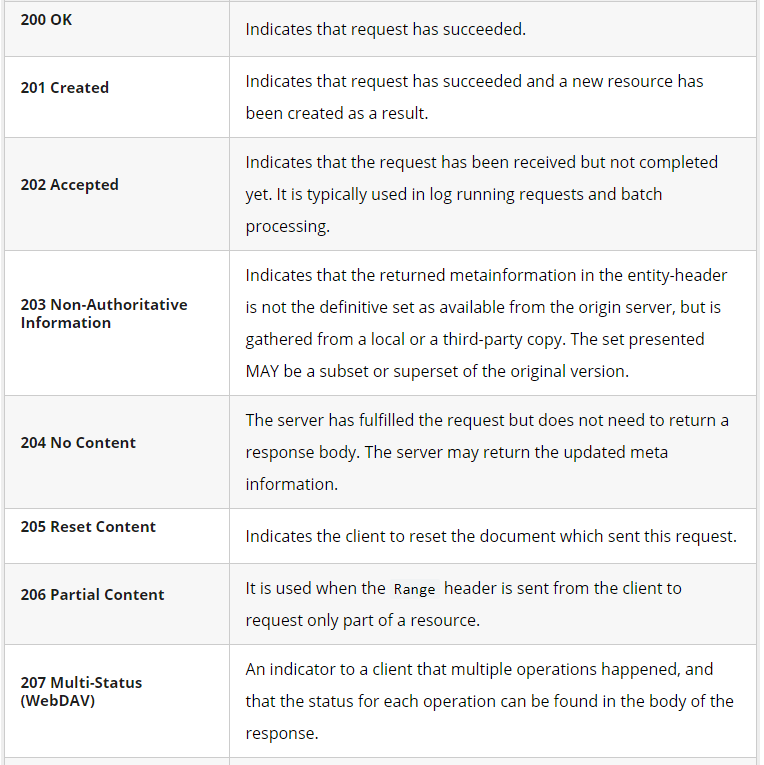 200 OK
Indicates that request has succeeded.
201 Created
Indicates that request has succeeded and a new resource has
been created as a result.
202 Accepted
Indicates that the request has been received but not completed
yet. It is typically used in log running requests and batch
processing.
203 Non-Authoritative
Information
Indicates that the returned metainformation in the entity-header
is not the definitive set as available from the origin server, but is
gathered from a local or a third-party copy. The set presented
MAY be a subset or superset of the original version.
204 No Content
The server has fulfilled the request but does not need to return a
response body. The server may return the updated meta
information.
205 Reset Content
Indicates the client to reset the document which sent this request.
206 Partial Content
It is used when the Range header is sent from the client to
request only part of a resource.
207 Multi-Status
(WebDAV)
An indicator to a client that multiple operations happened, and
that the status for each operation can be found in the body of the
response.